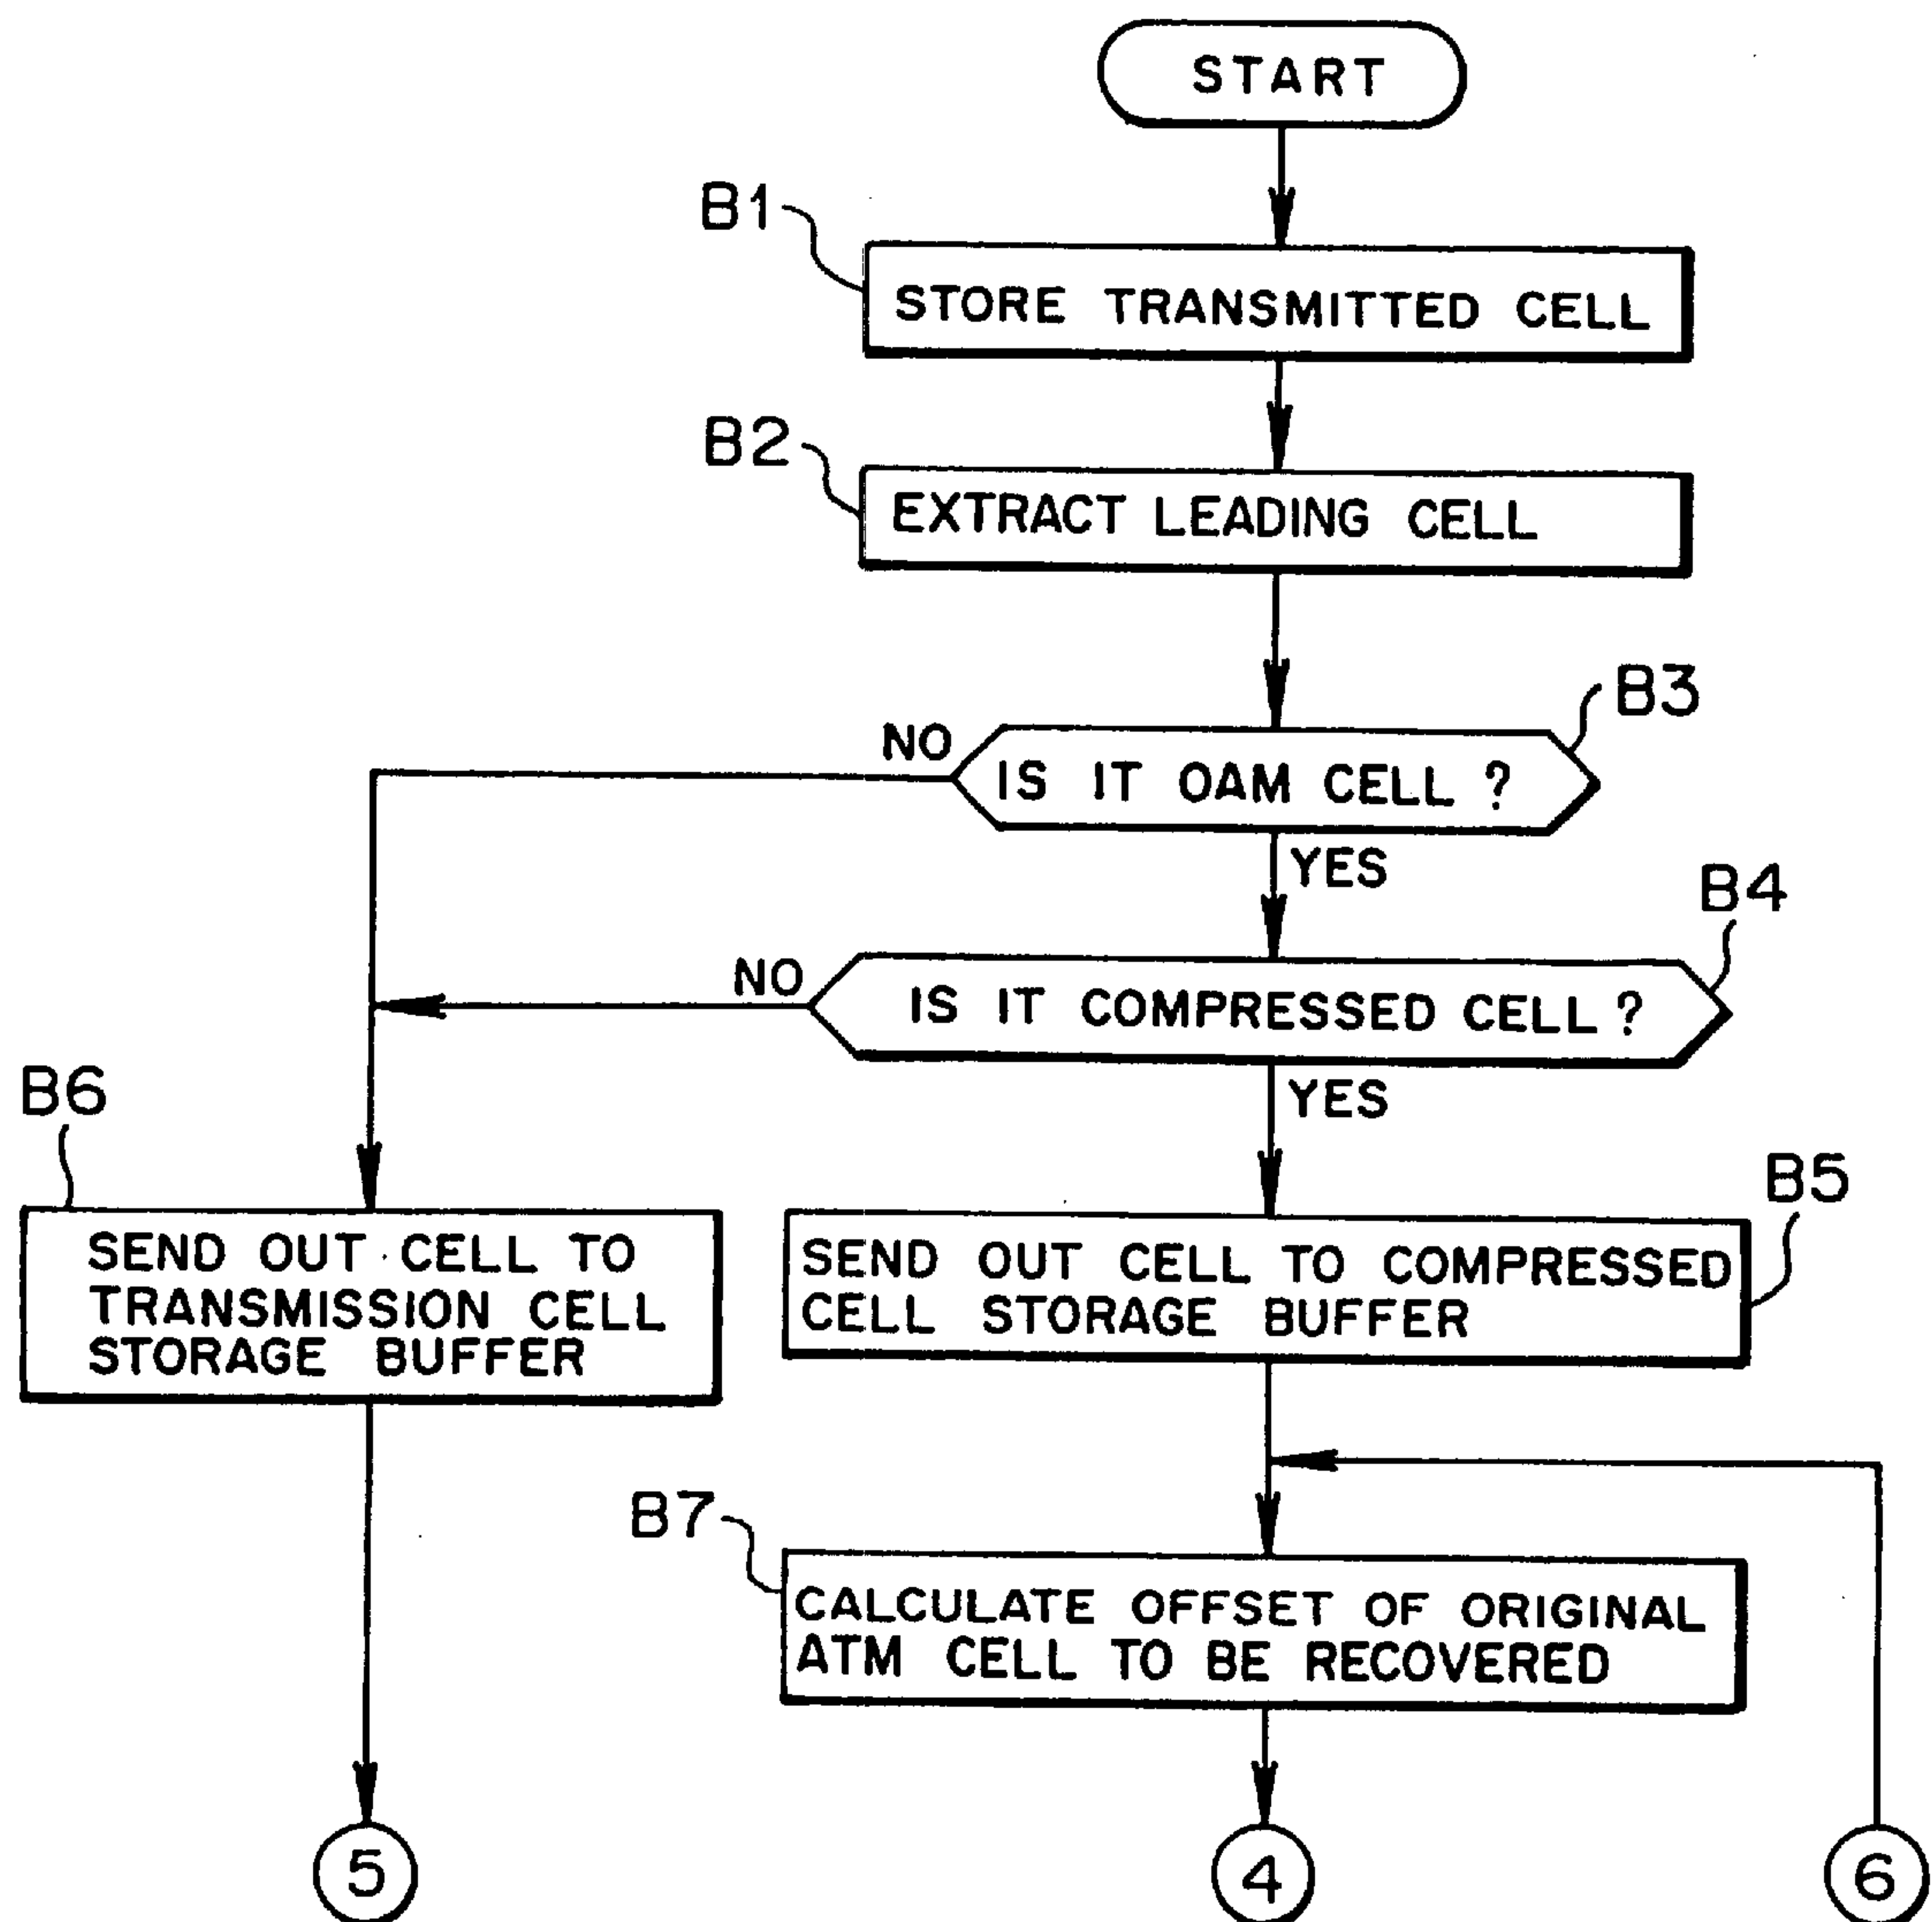 START
B1
STORE TRANSMITTED CELL
B2
EXTRACT LEADING CELL
B3
NO
IS IT OAM CELL ?
YES
B4
NO
IS IT COMPRESSED CELL ?
YES
B6
B5
SEND OUT CELL TO
TRANSMISSION CELL
STORAGE BUFFER
SEND OUT CELL TO COMPRESSED
CELL STORAGE BUFFER
B7
CALCULATE OFFSET OF ORIGINAL
ATM CELL TO BE RECOVERED
5
4
6